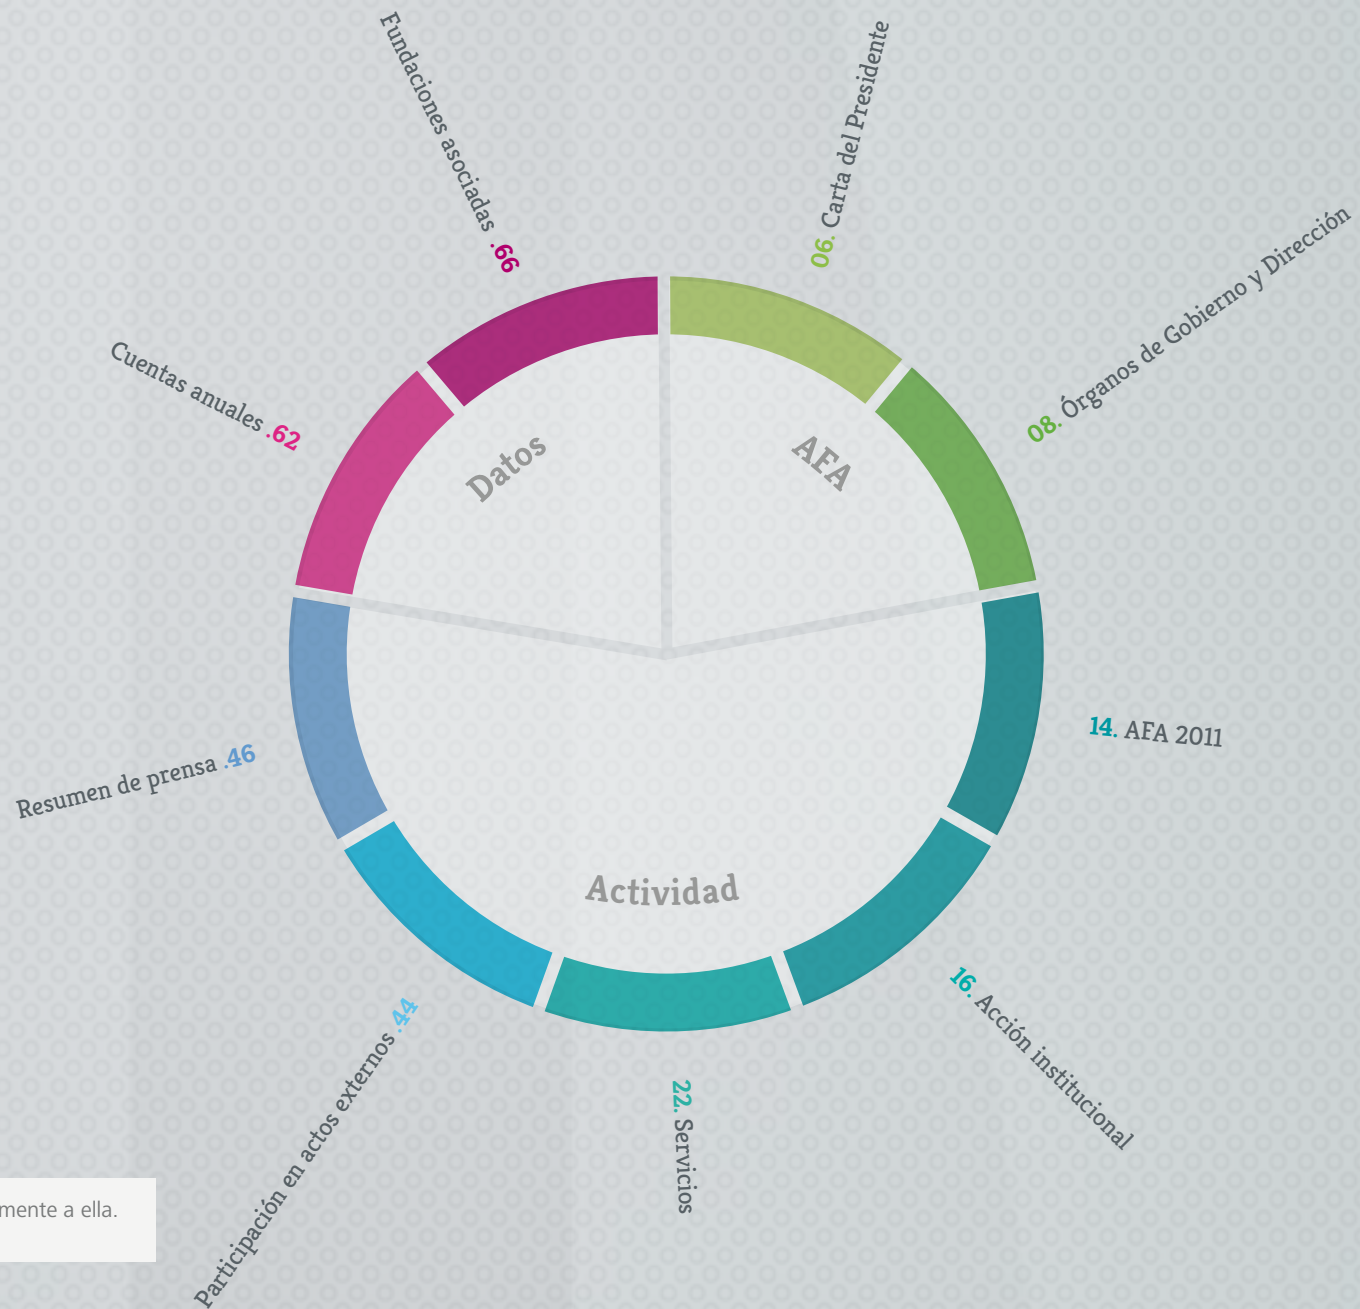 06. Carta del Presidente
08. Órganos de Gobierno y Dirección
14. AFA 2011
16. Acción institucional
22. Servicios
Participación en actos externos .44
Resumen de prensa .46
Cuentas anuales .62
Fundaciones asociadas .66
AFA
Actividad
Datos
mente a ella.